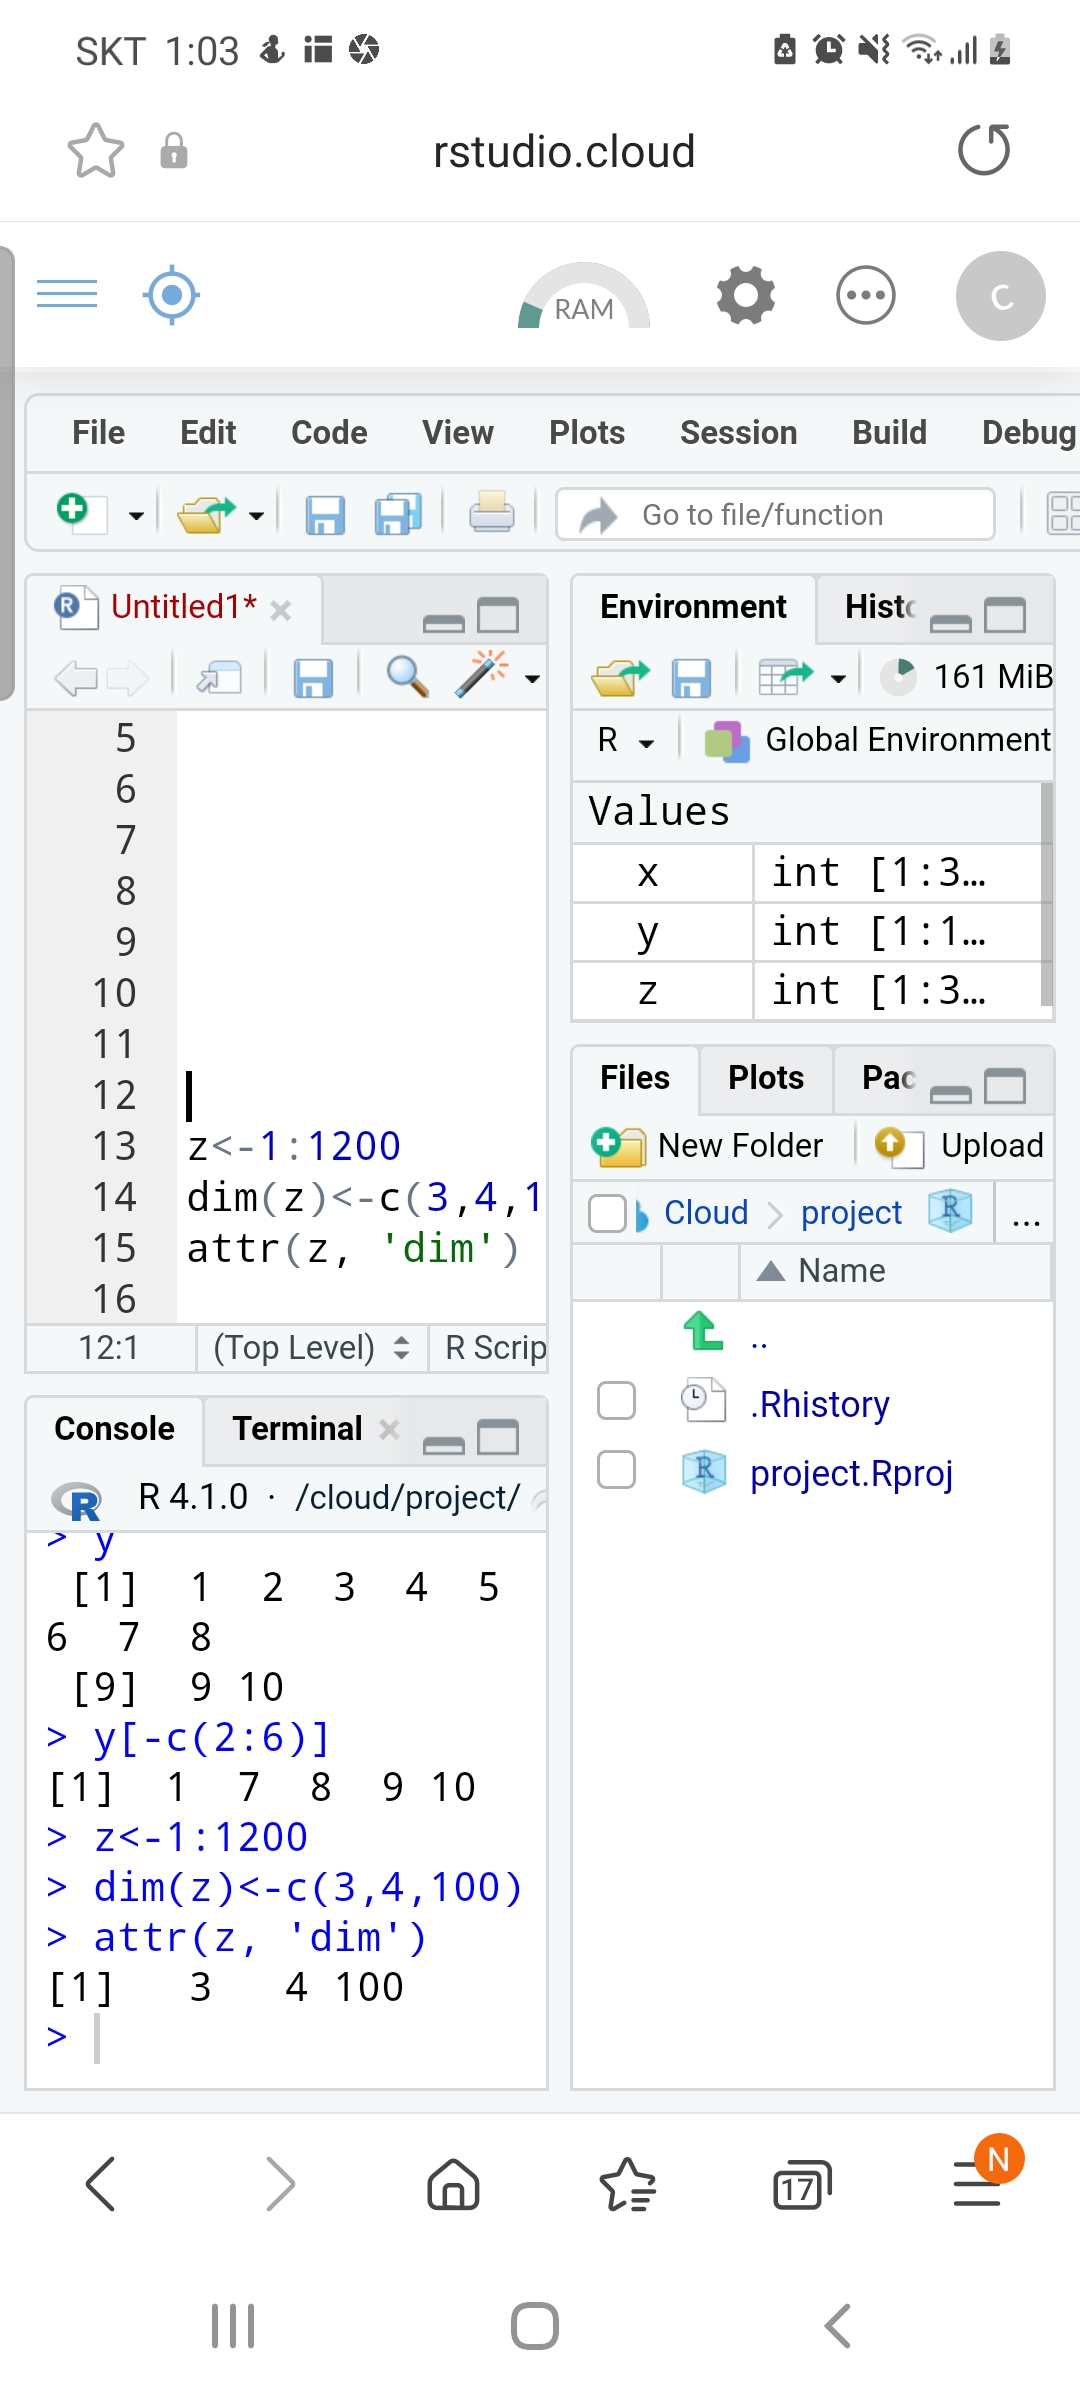 SKT 1:03
rstudio.cloud
RAM
C
File Edit Code View Plots Session Build Debug
Go to file/function
Untitled1*
5
6
7
8
9
10
11
12
13 z<-1:1200
14 dim(z)<-c(3,4,1
15 attr(z, 'dim')
16
12:1 (Top Level) R Scrip
Console Terminal
R 4.1.0 · /cloud/project/
> y
[1] 1 2 3 4 5
6 7 8
[9] 9 10
> y[-c(2:6)]
[1] 1 7 8 9 10
> z<-1:1200
> dim(z)<-c(3,4,100)
> attr(z, 'dim')
[1] 3 4 100
>
Environment Histo
161 MiB
R Global Environment
Values
x int [1:3…
y int [1:1…
z int [1:3…
Files Plots Pac
New Folder Upload
Cloud project R ...
Name
..
.Rhistory
project.Rproj
17
N